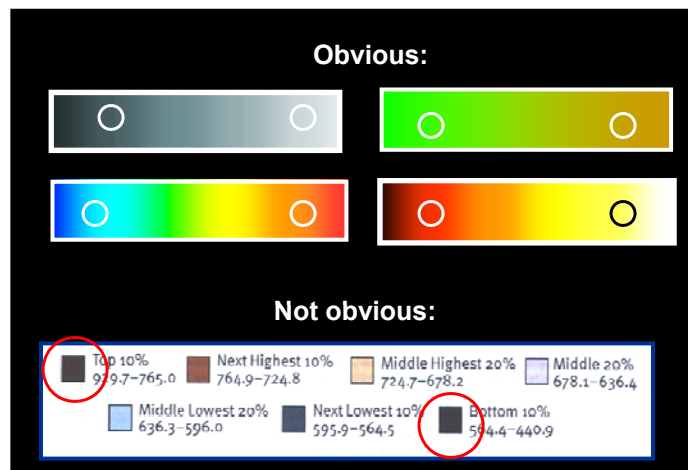 Obvious:
Not obvious:
Top 10%
929.7–765.0
Next Highest 10%
764.9–724.8
Middle Highest 20%
724.7–678.2
Middle 20%
678.1–636.4
Middle Lowest 20%
636.3–596.0
Next Lowest 10%
595.9–564.5
Bottom 10%
564.4–440.9